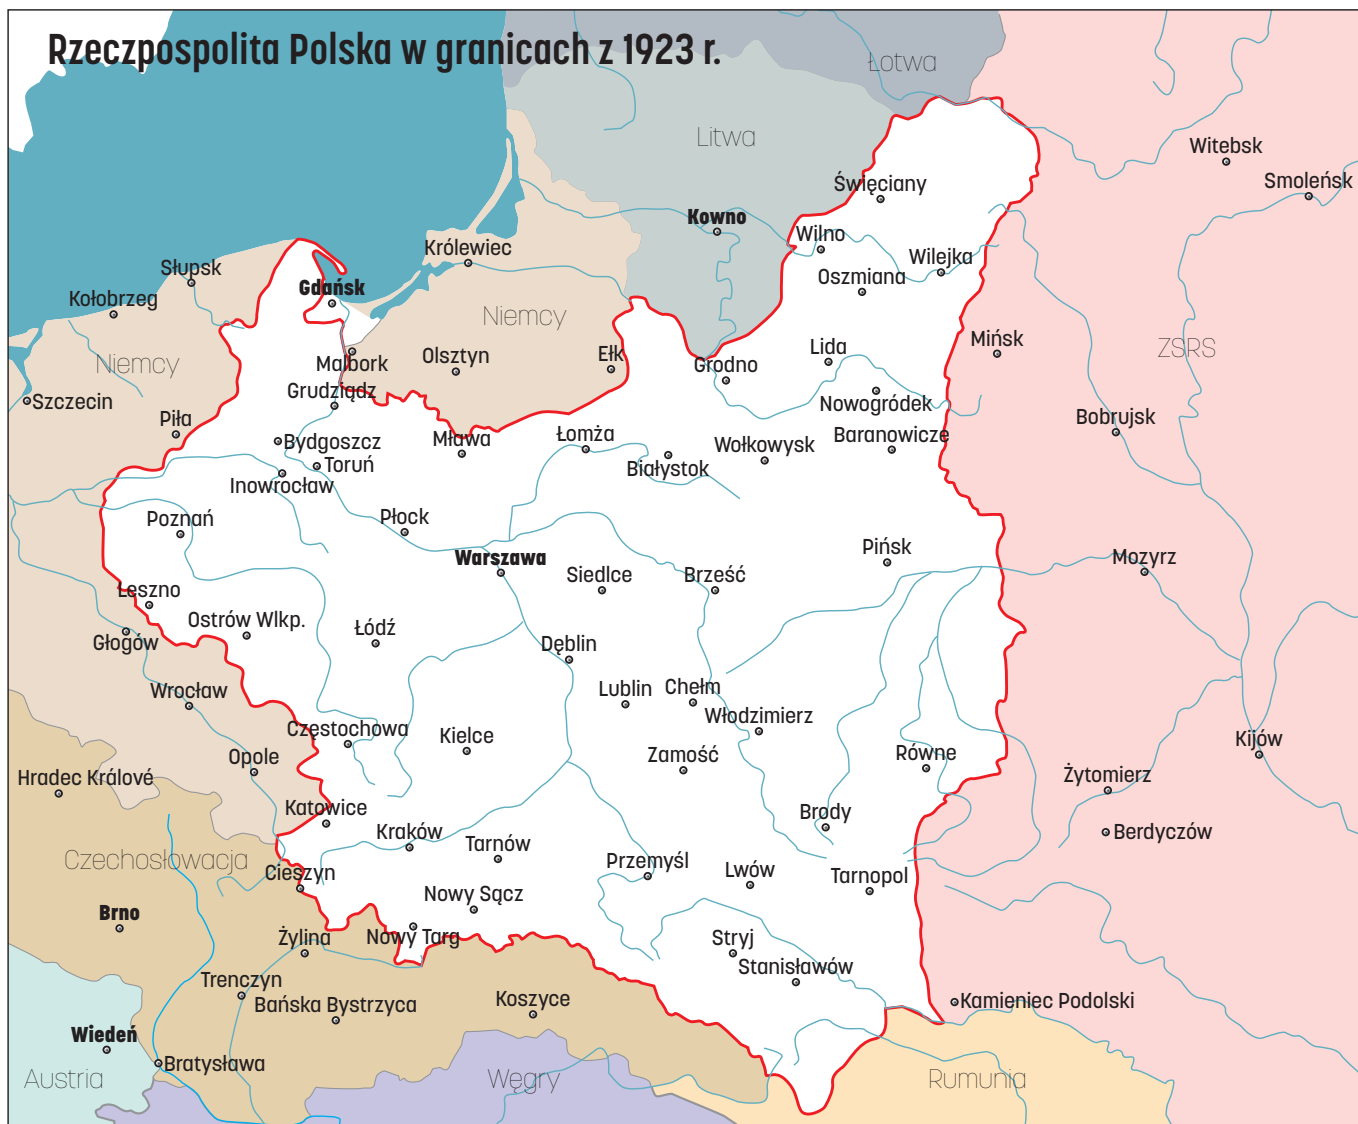 Rzeczpospolita Polska w granicach z 1923 r.
Łotwa
Litwa
Witebsk
Smoleńsk
Święciany
Kowno
Wilno
Królewiec
Wilejka
Słupsk
Oszmiana
Gdańsk
Kołobrzeg
Niemcy
Mińsk
ZSRS
Lida
Niemcy
Malbork
Olsztyn
Ełk
Grodno
Grudziądz
Szczecin
Nowogródek
Piła
Bobrujsk
Bydgoszcz
Mława
Łomża
Wołkowysk
Baranowicze
Toruń
Białystok
Inowrocław
Poznań
Płock
Warszawa
Pińsk
Mozyrz
Siedlce
Brześć
Leszno
Ostrów Wlkp.
Łódź
Głogów
Dęblin
Wrocław
Lublin
Chełm
Włodzimierz
Częstochowa
Kielce
Kijów
Opole
Zamość
Równe
Hradec Králové
Żytomierz
Katowice
Brody
Kraków
Berdyczów
Tarnów
Czechosłowacja
Cieszyn
Przemyśl
Lwów
Tarnopol
Nowy Sącz
Brno
Żylina
Nowy Targ
Stryj
Stanisławów
Trenczyn
Bańska Bystrzyca
Koszyce
Kamieniec Podolski
Wiedeń
Bratysława
Austria
Węgry
Rumunia